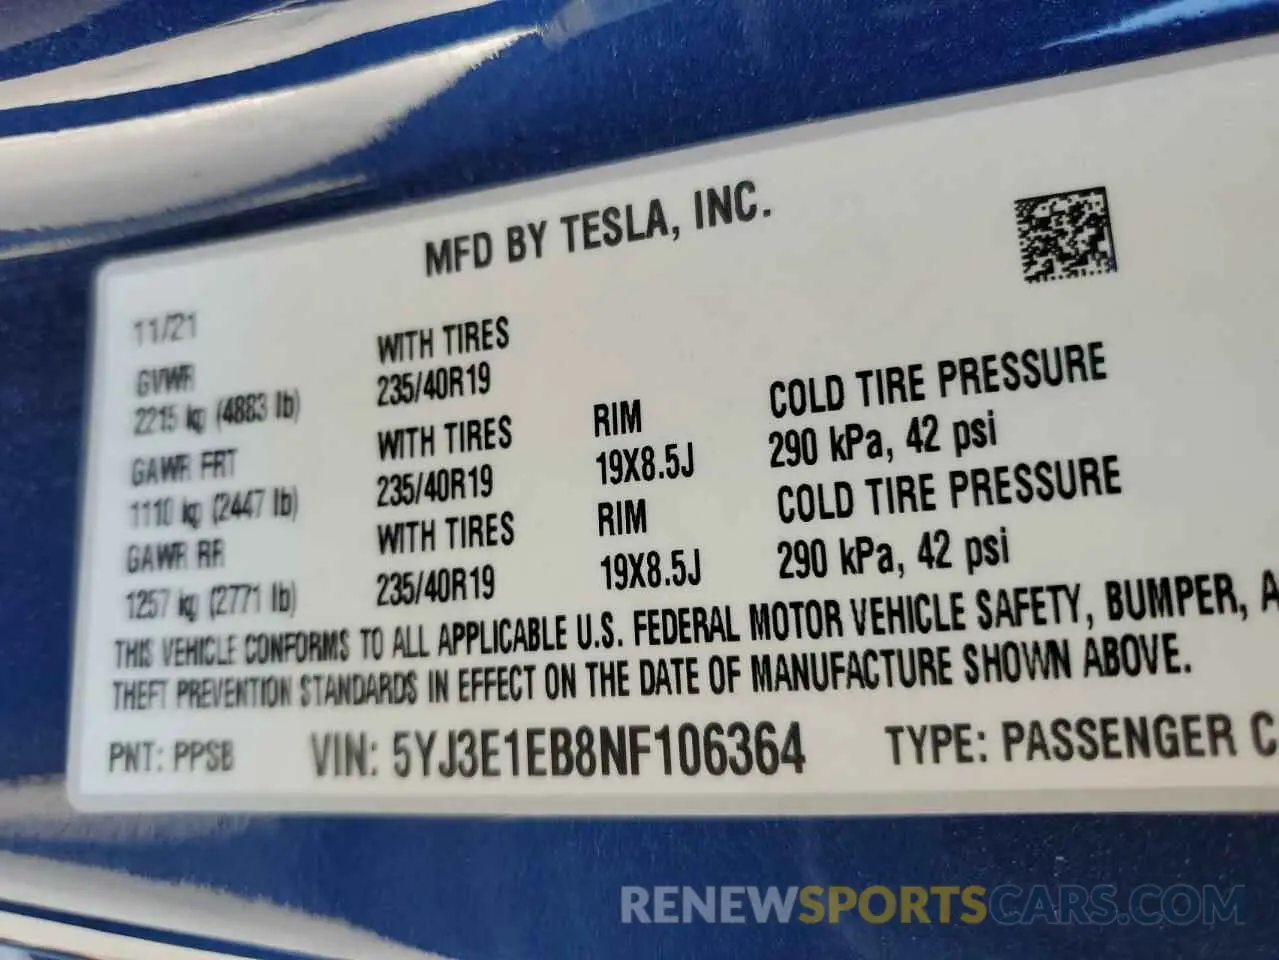 MFD BY TESLA, INC.
11/21
GVWR
2215 kg (4883 lb)
GAWR FRT
1110 kg (2447 lb)
GAWR RR
1257 kg (2771 lb)
WITH TIRES
235/40R19
WITH TIRES
235/40R19
WITH TIRES
235/40R19
RIM
19X8.5J
RIM
19X8.5J
COLD TIRE PRESSURE
290 kPa, 42 psi
COLD TIRE PRESSURE
290 kPa, 42 psi
THIS VEHICLE CONFORMS TO ALL APPLICABLE U.S. FEDERAL MOTOR VEHICLE SAFETY, BUMPER, A
THEFT PREVENTION STANDARDS IN EFFECT ON THE DATE OF MANUFACTURE SHOWN ABOVE.
PNT: PPSB VIN: 5YJ3E1EB8NF106364 TYPE: PASSENGER C
RENEWSPORTSCARS.COM